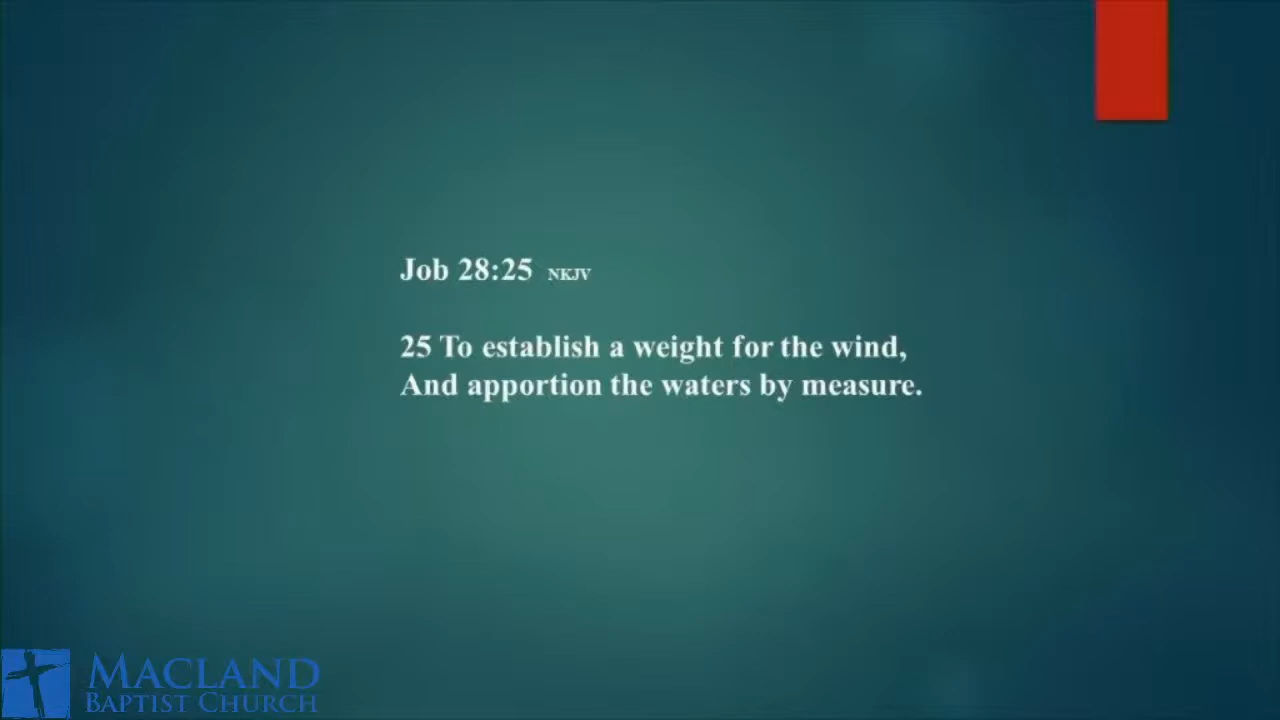 Job 28:25 NKJV
25 To establish a weight for the wind,
And apportion the waters by measure.
MACLAND
BAPTIST CHURCH